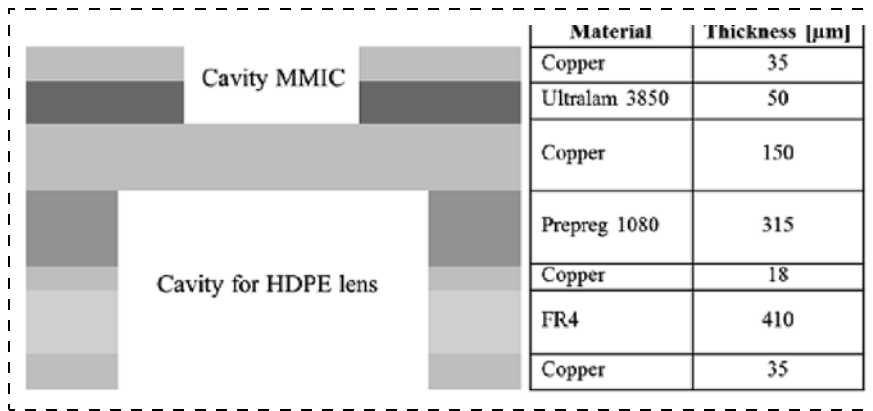 Material Thickness [μm]
Cavity MMIC
Copper 35
Ultralam 3850 50
Copper 150
Prepreg 1080 315
Cavity for HDPE lens
Copper 18
FR4 410
Copper 35